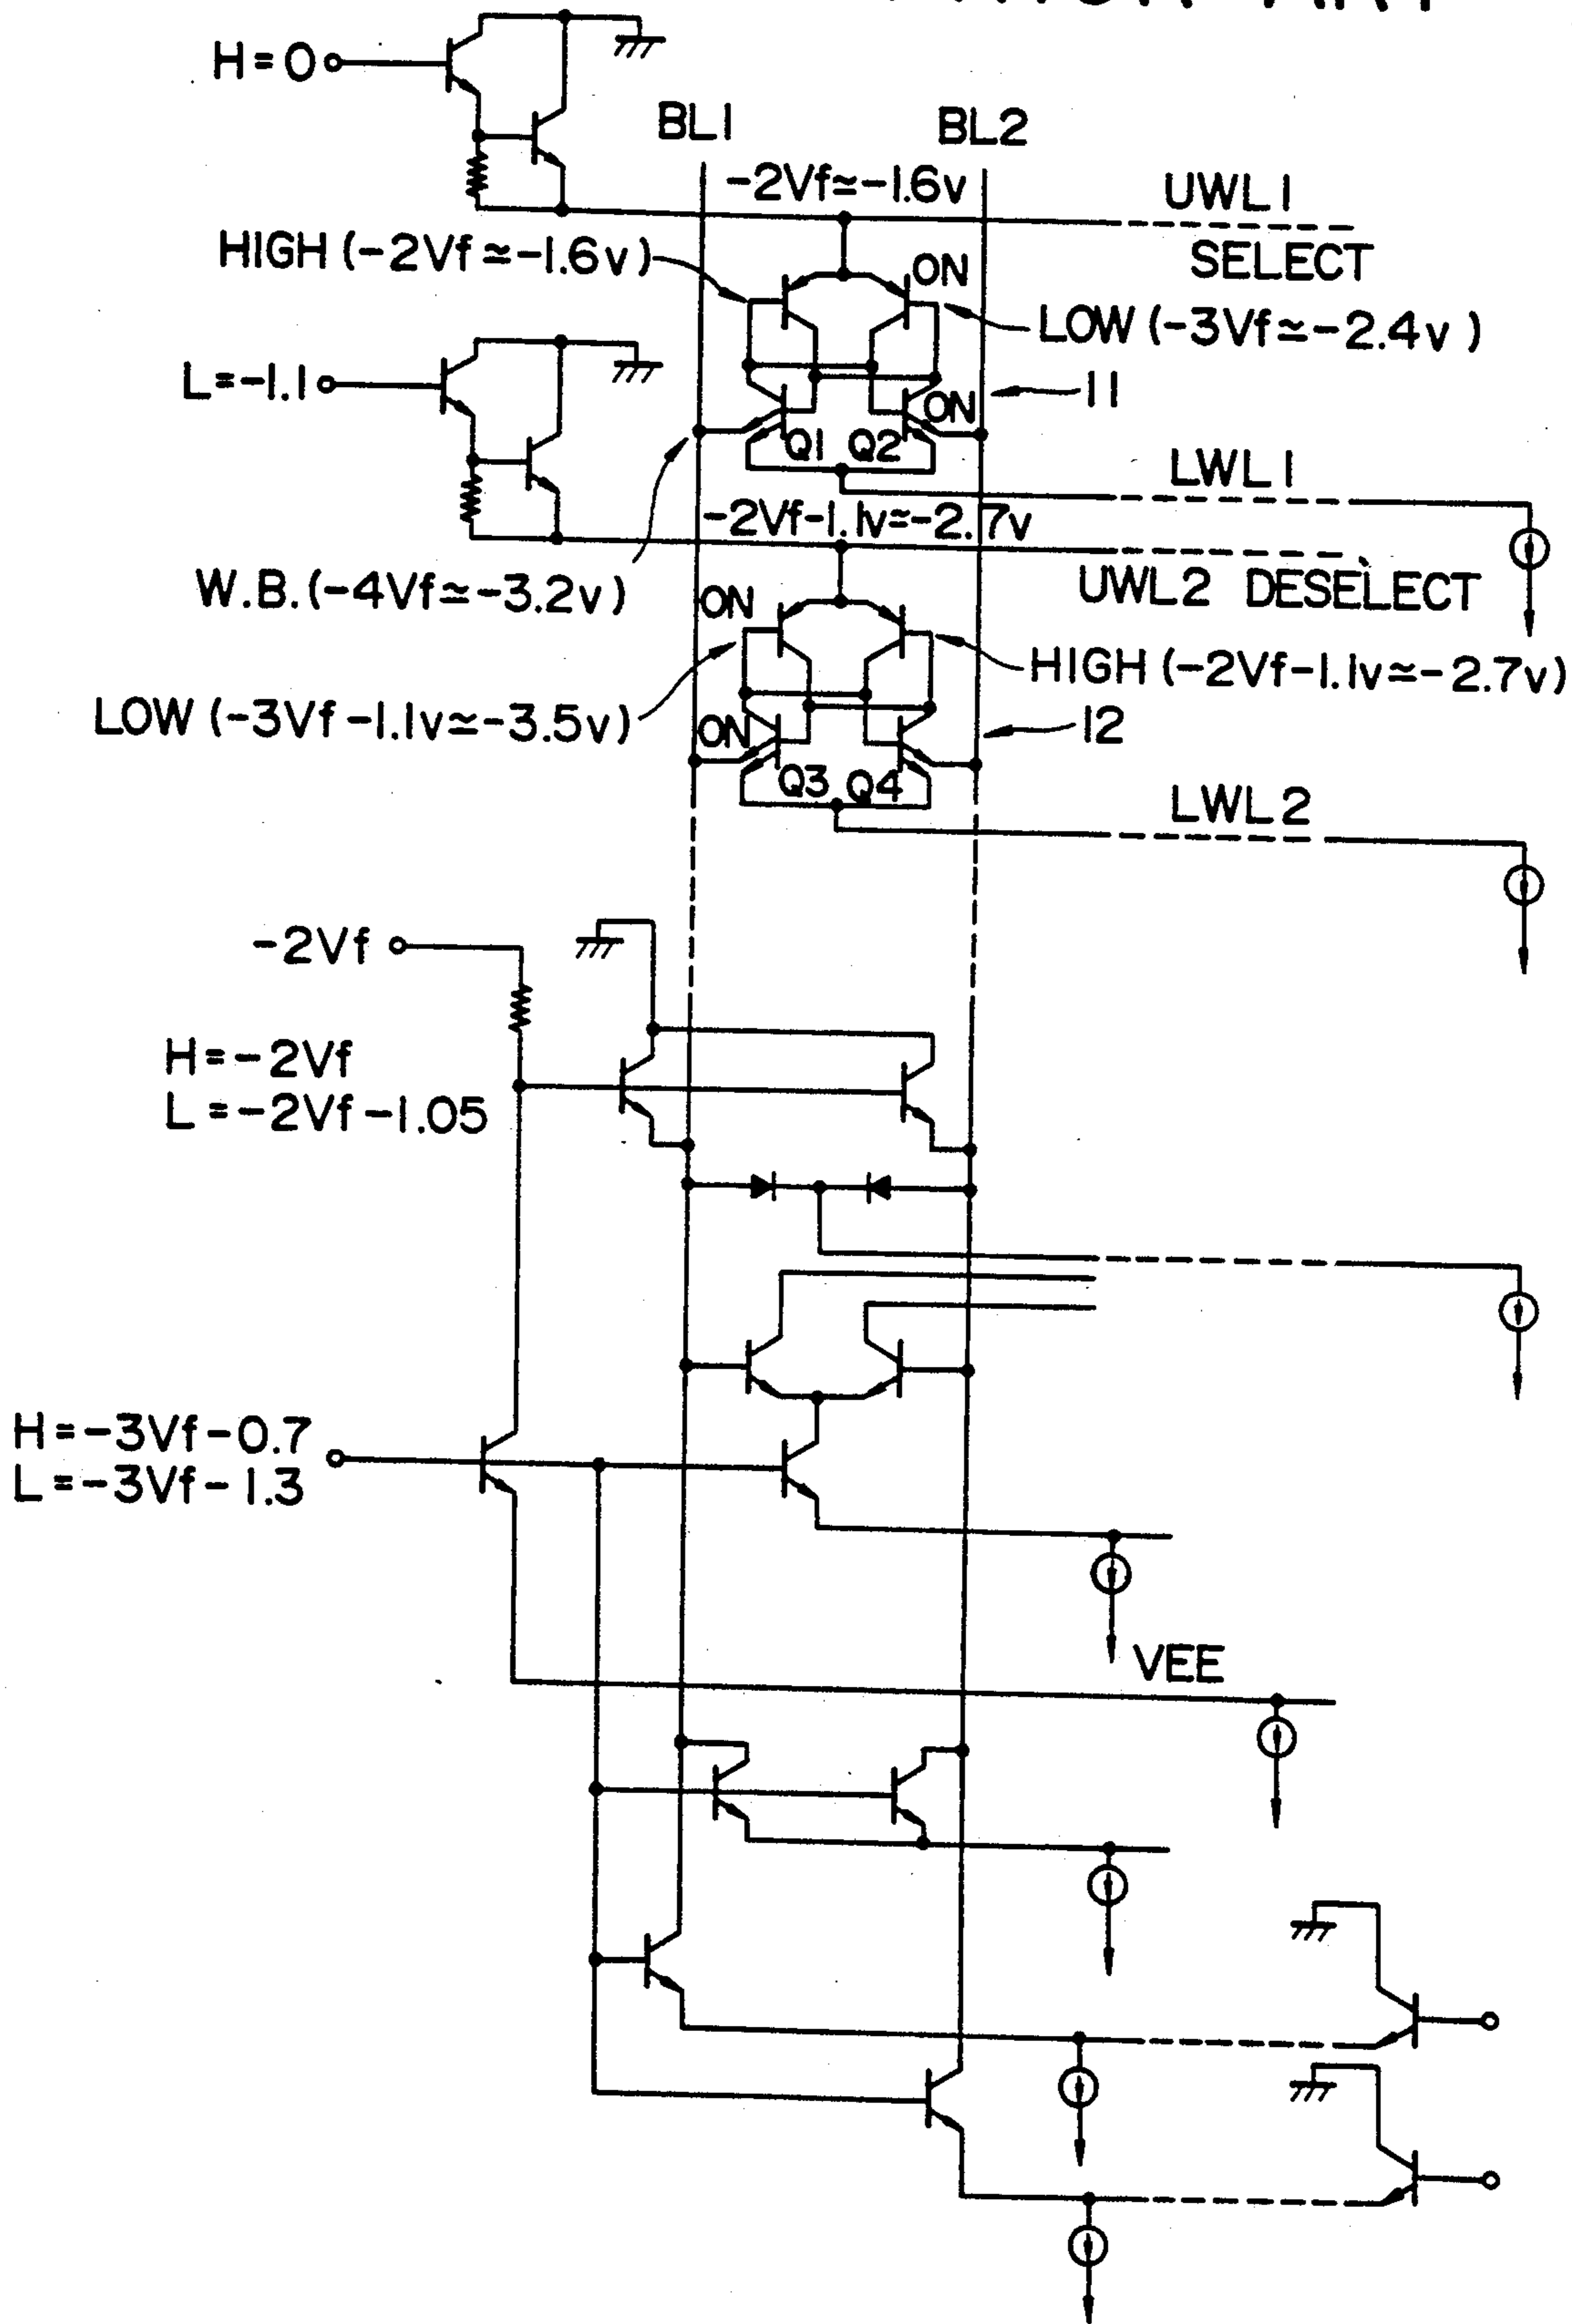 PRIOR ART
H=0
BL1
BL2
-2Vf≃-1.6v
UWL1
SELECT
HIGH (-2Vf≃-1.6v)
ON
LOW (-3Vf≃-2.4v)
L=-1.1
11
ON
Q1
Q2
LWL1
-2Vf-1.1v≃-2.7v
W.B. (-4Vf≃-3.2v)
UWL2 DESELECT
ON
HIGH (-2Vf-1.1v≃-2.7v)
LOW (-3Vf-1.1v≃-3.5v)
ON
12
Q3
Q4
LWL2
-2Vf
H=-2Vf
L=-2Vf-1.05
H=-3Vf-0.7
L=-3Vf-1.3
VEE